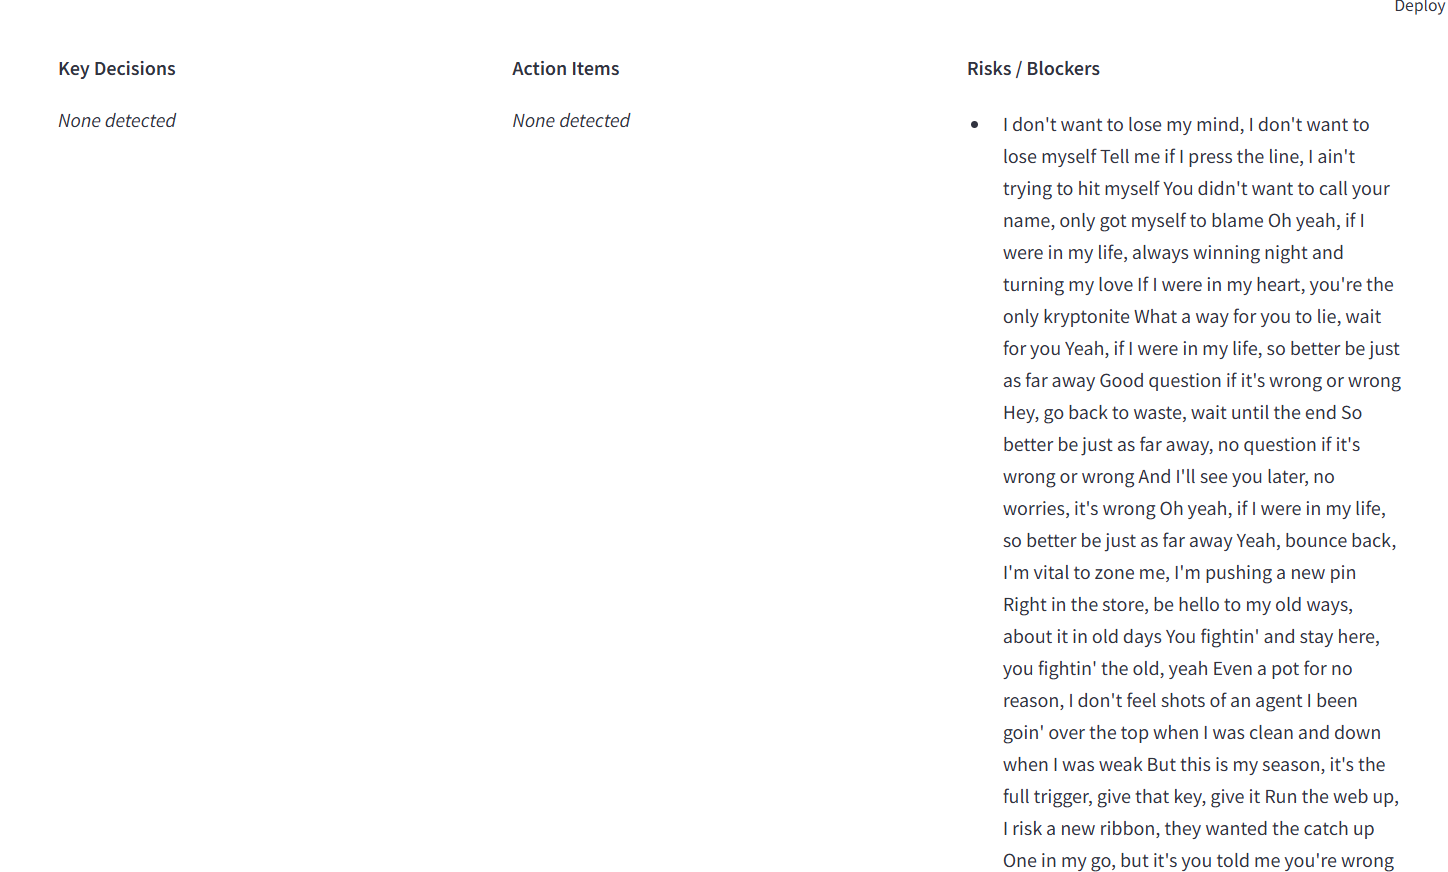 Deploy
Key Decisions
Action Items
Risks / Blockers
None detected
None detected
I don't want to lose my mind, I don't want to
lose myself Tell me if I press the line, I ain't
trying to hit myself You didn't want to call your
name, only got myself to blame Oh yeah, if I
were in my life, always winning night and
turning my love If I were in my heart, you're the
only kryptonite What a way for you to lie, wait
for you Yeah, if I were in my life, so better be just
as far away Good question if it's wrong or wrong
Hey, go back to waste, wait until the end So
better be just as far away, no question if it's
wrong or wrong And I'll see you later, no
worries, it's wrong Oh yeah, if I were in my life,
so better be just as far away Yeah, bounce back,
I'm vital to zone me, I'm pushing a new pin
Right in the store, be hello to my old ways,
about it in old days You fightin' and stay here,
you fightin' the old, yeah Even a pot for no
reason, I don't feel shots of an agent I been
goin' over the top when I was clean and down
when I was weak But this is my season, it's the
full trigger, give that key, give it Run the web up,
I risk a new ribbon, they wanted the catch up
One in my go, but it's you told me you're wrong